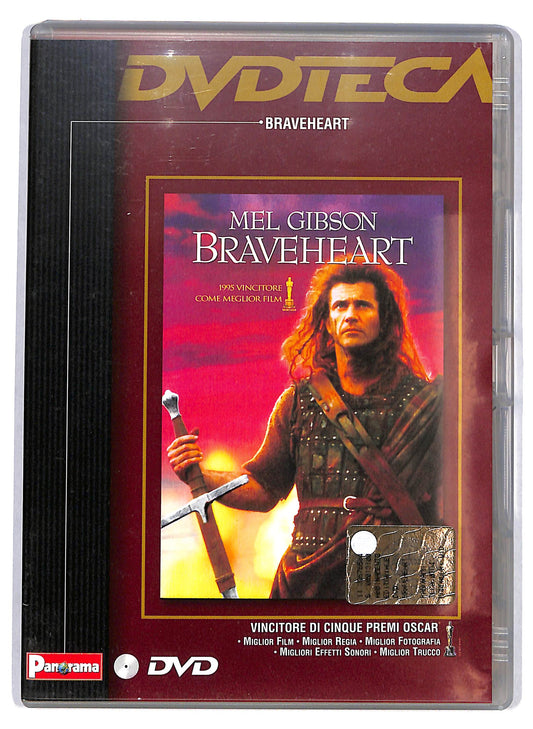 DVDTECA
• BRAVEHEART
MEL GIBSON
BRAVEHEART
1995 VINCITORE
COME MEGLIOR FILM
VINCITORE DI CINQUE PREMI OSCAR
• MIGLIOR FILM • MIGLIOR REGIA • MIGLIOR FOTOGRAFIA
• MIGLIORI EFFETTI SONORI • MIGLIOR TRUCCO
Panorama
DVD